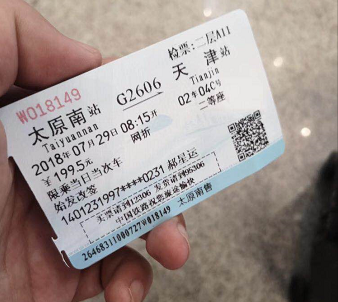 W018149 检票:二层A11
太原南站 G2606 天津站
Taiyuannan Tianjin
2018年07月29日08:15开 02车04C号
¥199.5元 网折 二等座
限乘当日当次车
始发改签
1401231997****0231 郝星运
买票请到12306 发货请到95306
中国铁路祝您旅途愉快
26468311000727W018149 太原南售